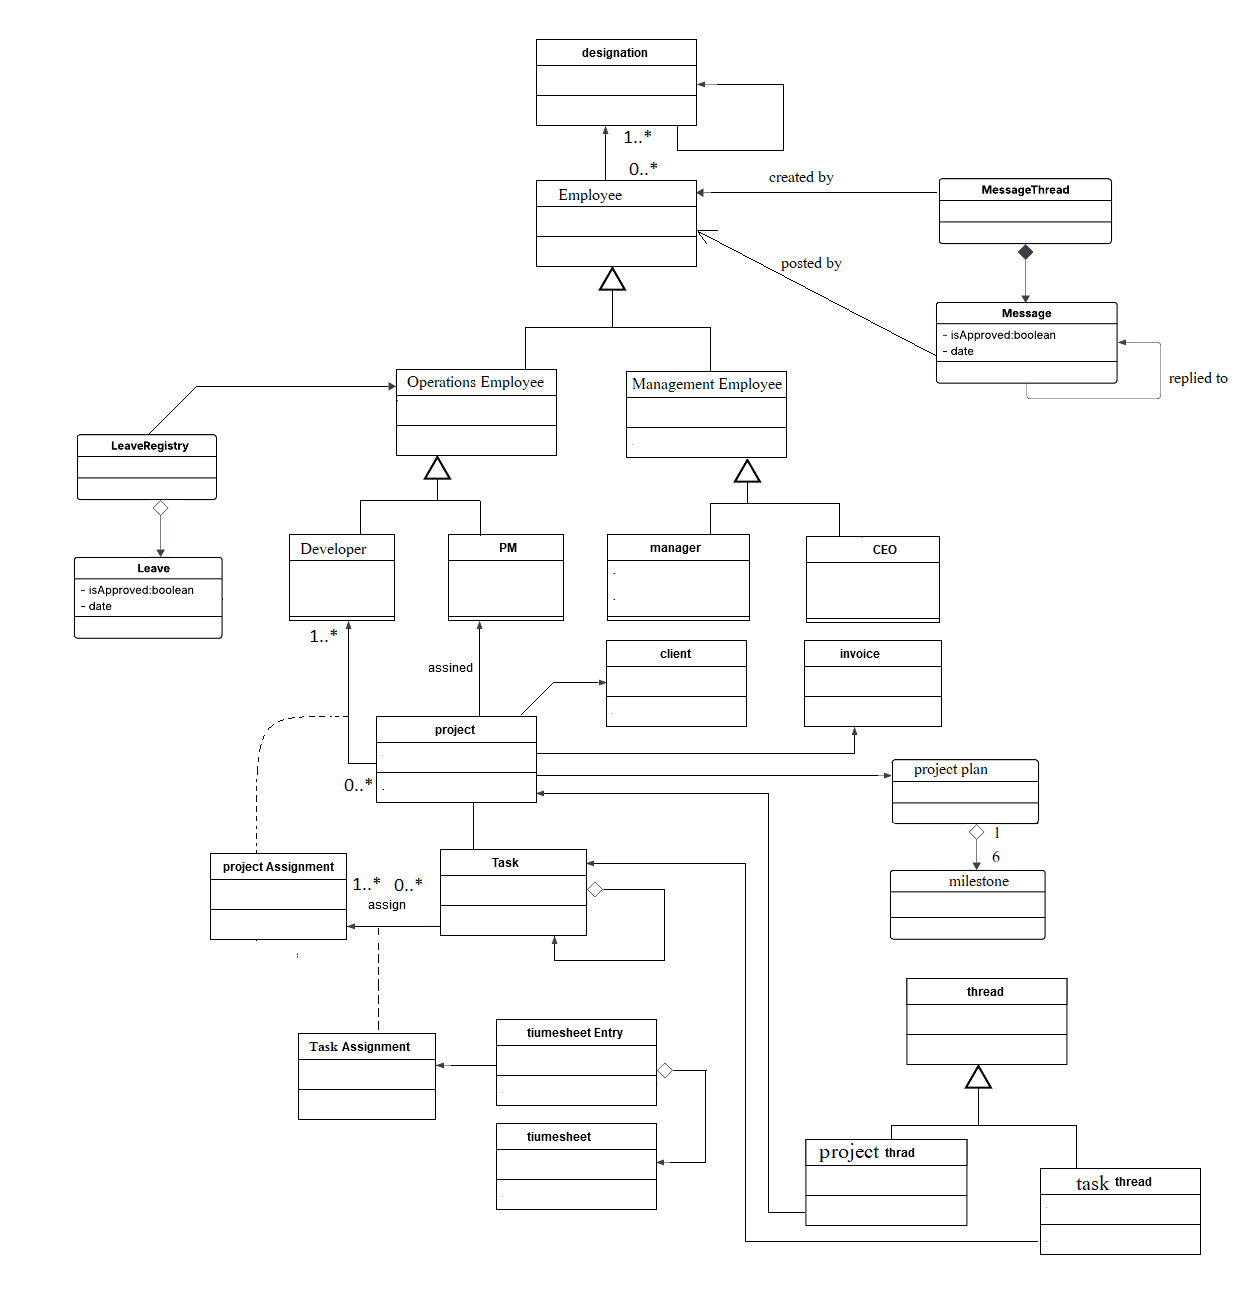 designation
1..*
0..*
Employee
created by
MessageThread
posted by
Message
- isApproved:boolean
- date
replied to
Operations Employee
Management Employee
LeaveRegistry
Leave
- isApproved:boolean
- date
Developer
PM
manager
CEO
1..*
assined
client
invoice
project
0..*
project plan
1
6
milestone
project Assignment
1..* 0..*
assign
Task
thread
Task Assignment
tiumesheet Entry
tiumesheet
project thrad
task thread